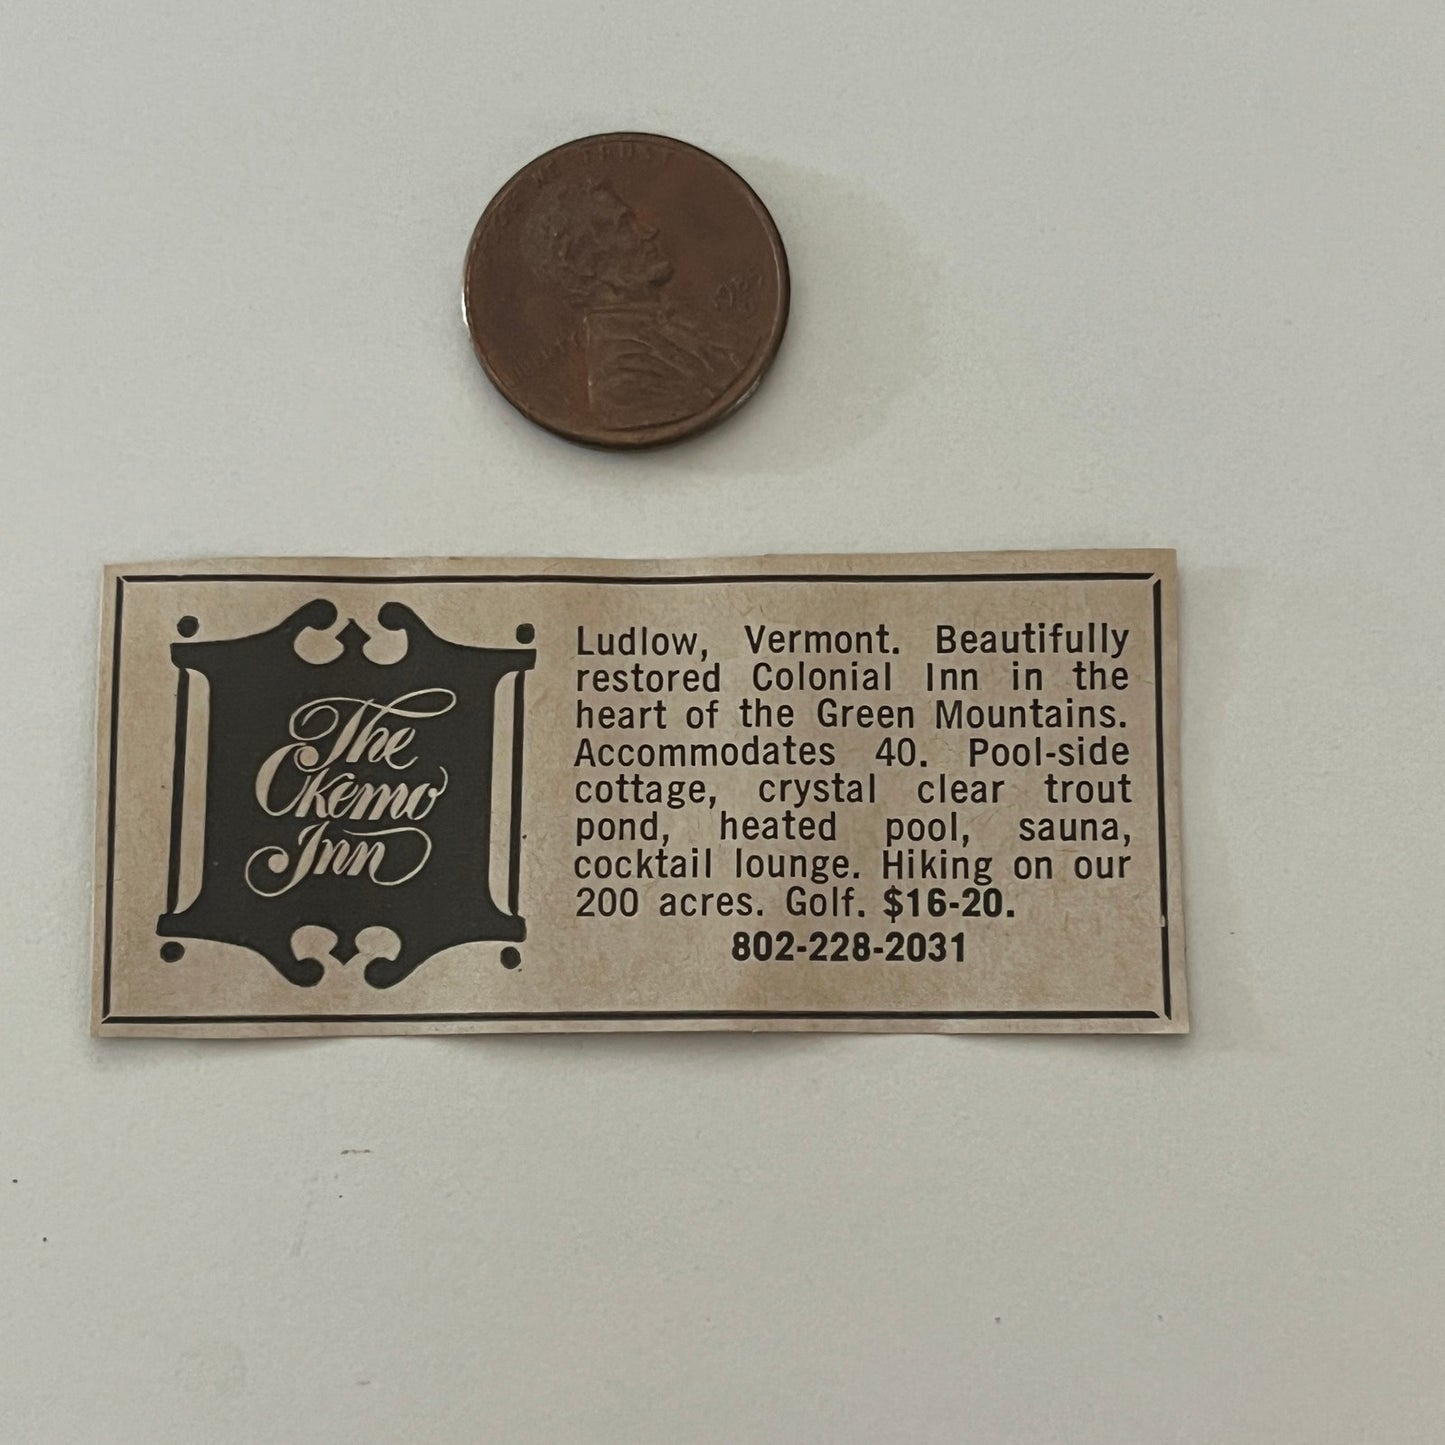 TRUST
The
Okemo
Inn
Ludlow, Vermont. Beautifully
restored Colonial Inn in the
heart of the Green Mountains.
Accommodates 40. Pool-side
cottage, crystal clear trout
pond, heated pool, sauna,
cocktail lounge. Hiking on our
200 acres. Golf. $16-20.
802-228-2031